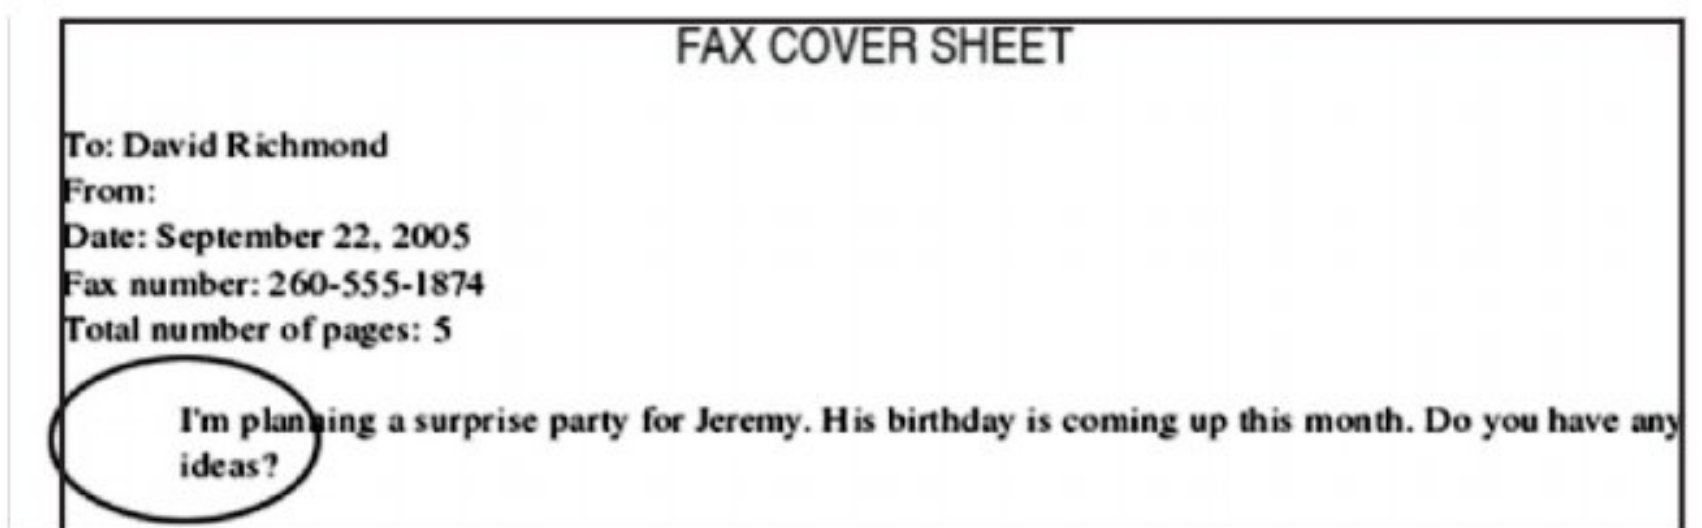 FAX COVER SHEET
To: David Richmond
From:
Date: September 22, 2005
Fax number: 260-555-1874
Total number of pages: 5
I'm planning a surprise party for Jeremy. His birthday is coming up this month. Do you have any
ideas?